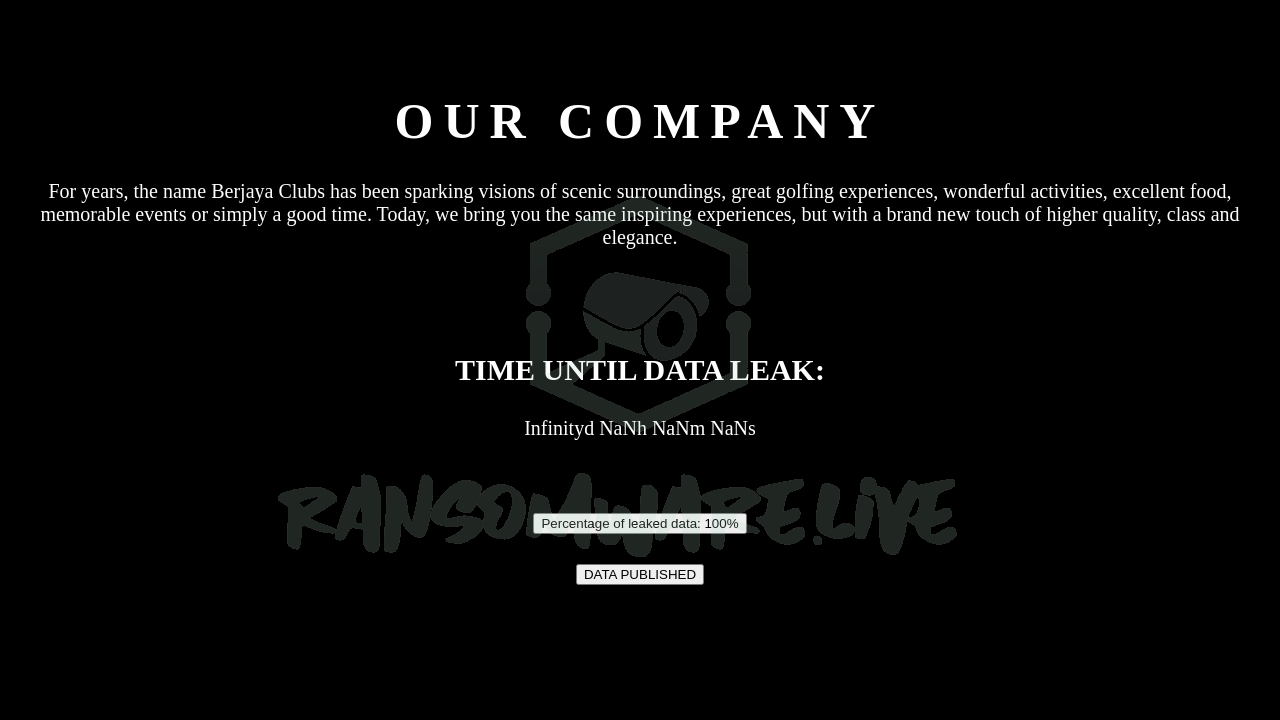 OUR COMPANY
For years, the name Berjaya Clubs has been sparking visions of scenic surroundings, great golfing experiences, wonderful activities, excellent food,
memorable events or simply a good time. Today, we bring you the same inspiring experiences, but with a brand new touch of higher quality, class and
elegance.
TIME UNTIL DATA LEAK:
Infinityd NaNh NaNm NaNs
RANSOMWARE.LIVE
Percentage of leaked data: 100%
DATA PUBLISHED